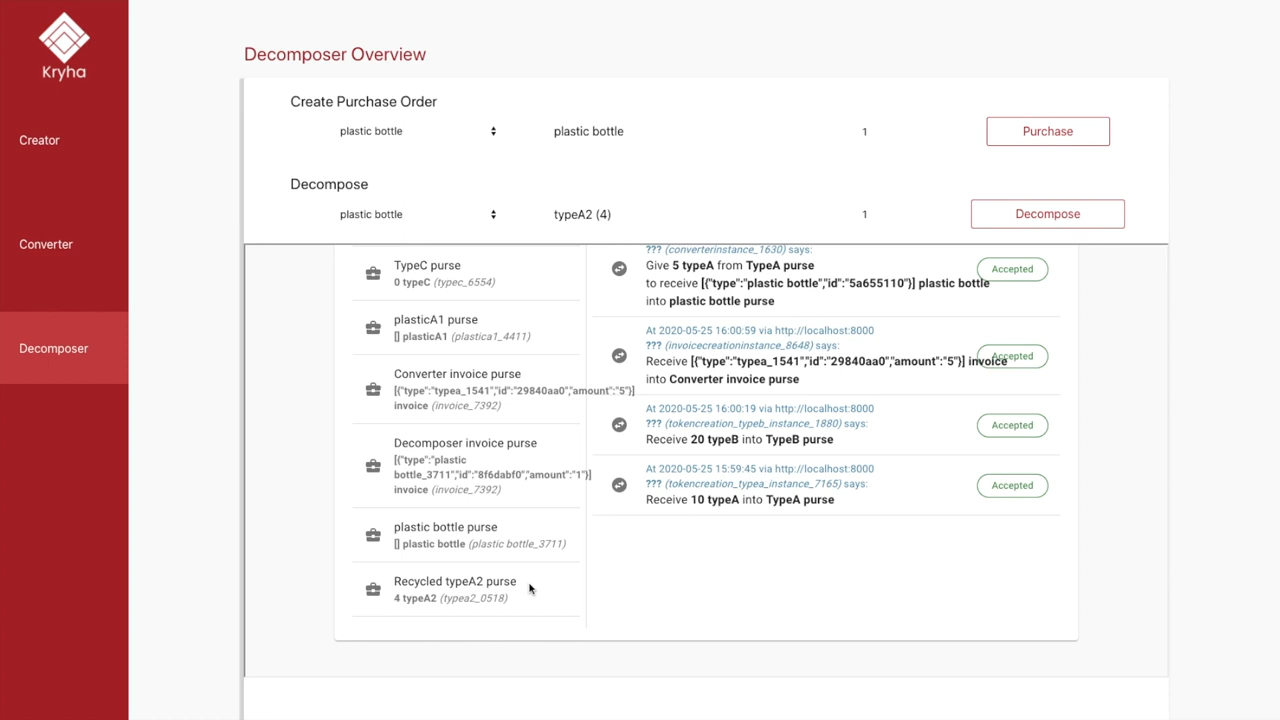 Kryha
Creator
Converter
Decomposer
Decomposer Overview
Create Purchase Order
plastic bottle
plastic bottle
1
Purchase
Decompose
plastic bottle
typeA2 (4)
1
Decompose
TypeC purse
0 typeC (typec_6554)
plasticA1 purse
[] plasticA1 (plastica1_4411)
Converter invoice purse
[{"type":"typea_1541","id":"29840aa0","amount":"5"}]
invoice (invoice_7392)
Decomposer invoice purse
[{"type":"plastic
bottle_3711","id":"8f6dabf0","amount":"1"}]
invoice (invoice_7392)
plastic bottle purse
[] plastic bottle (plastic bottle_3711)
Recycled typeA2 purse
4 typeA2 (typea2_0518)
??? (converterinstance_1630) says:
Give 5 typeA from TypeA purse
to receive [{"type":"plastic bottle","id":"5a655110"}] plastic bottle
into plastic bottle purse
Accepted
At 2020-05-25 16:00:59 via http://localhost:8000
??? (invoicecreationinstance_8648) says:
Receive [{"type":"typea_1541","id":"29840aa0","amount":"5"}] invoice
into Converter invoice purse
Accepted
At 2020-05-25 16:00:19 via http://localhost:8000
??? (tokencreation_typeb_instance_1880) says:
Receive 20 typeB into TypeB purse
Accepted
At 2020-05-25 15:59:45 via http://localhost:8000
??? (tokencreation_typea_instance_7165) says:
Receive 10 typeA into TypeA purse
Accepted